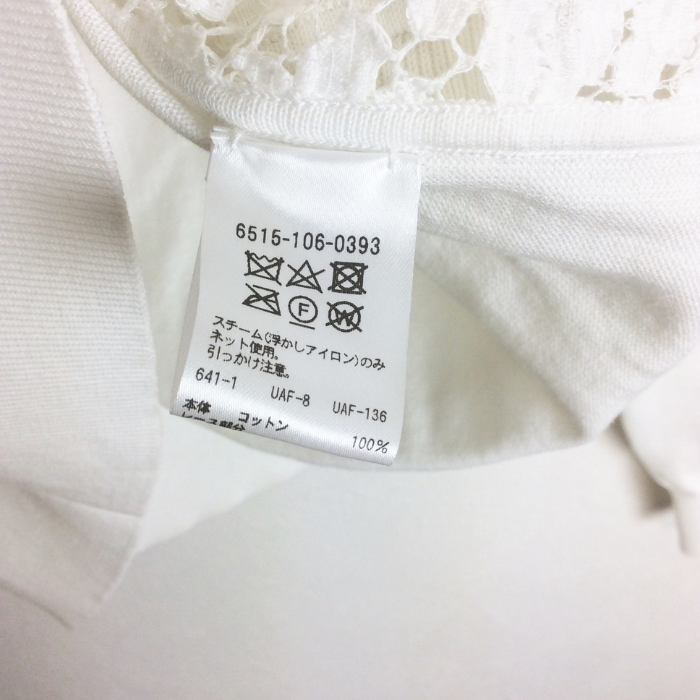 6515-106-0393
F
W
スチーム(浮かしアイロン)のみ
ネット使用。
引っかけ注意。
641-1 UAF-8 UAF-136
本体 コットン 100%